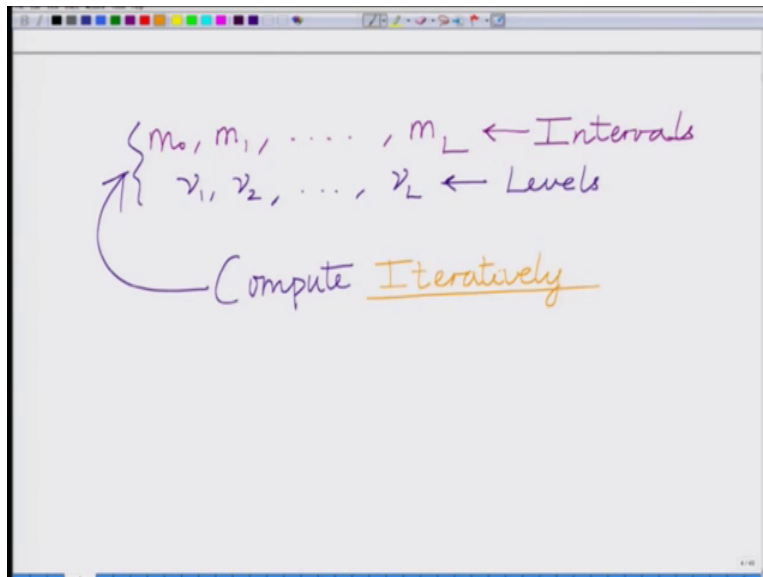 m₀, m₁, ...., m_L ← Intervals
ν₁, ν₂, ..., ν_L ← Levels
Compute Iteratively